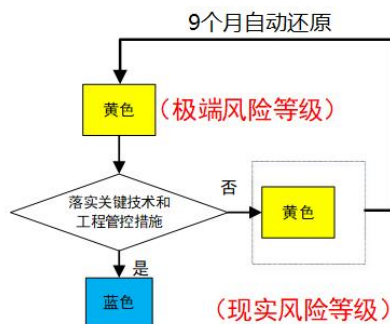 9个月自动还原
黄色
（极端风险等级）
落实关键技术和
工程管控措施
否
黄色
是
蓝色
（现实风险等级）